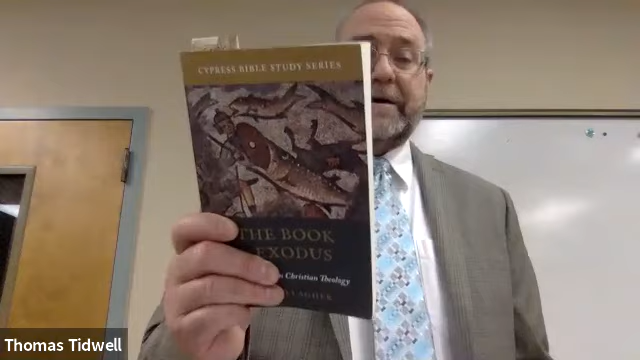 CYPRESS BIBLE STUDY SERIES
THE BOOK
EXODUS
Christian Theology
Thomas Tidwell